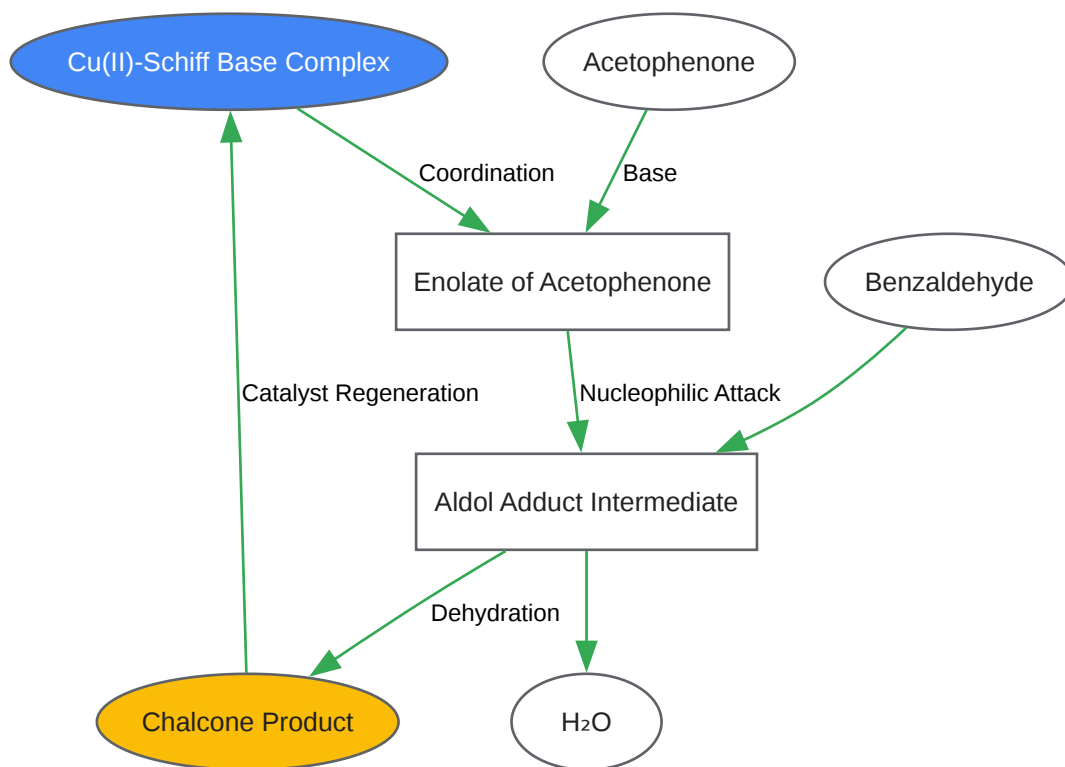 Cu(II)-Schiff Base Complex
Acetophenone
Coordination
Base
Enolate of Acetophenone
Benzaldehyde
Catalyst Regeneration
Nucleophilic Attack
Aldol Adduct Intermediate
Dehydration
Chalcone Product
H₂O